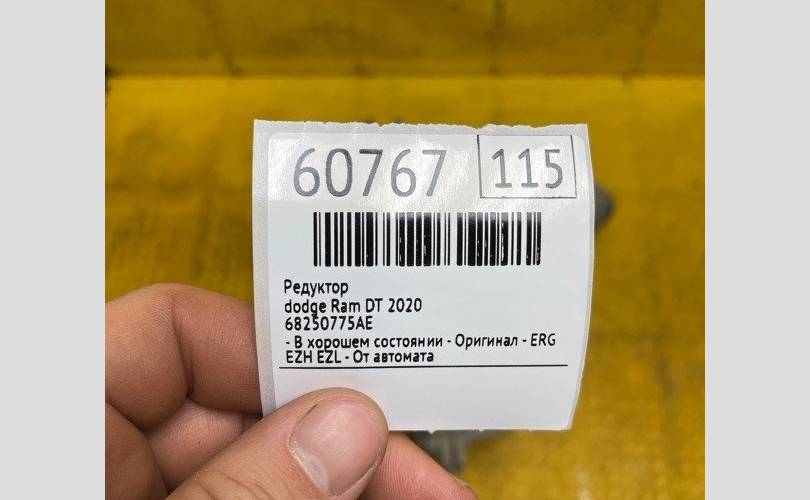 60767 115
Редуктор
dodge Ram DT 2020
68250775AE
- В хорошем состоянии - Оригинал - ERG
EZH EZL - От автомата